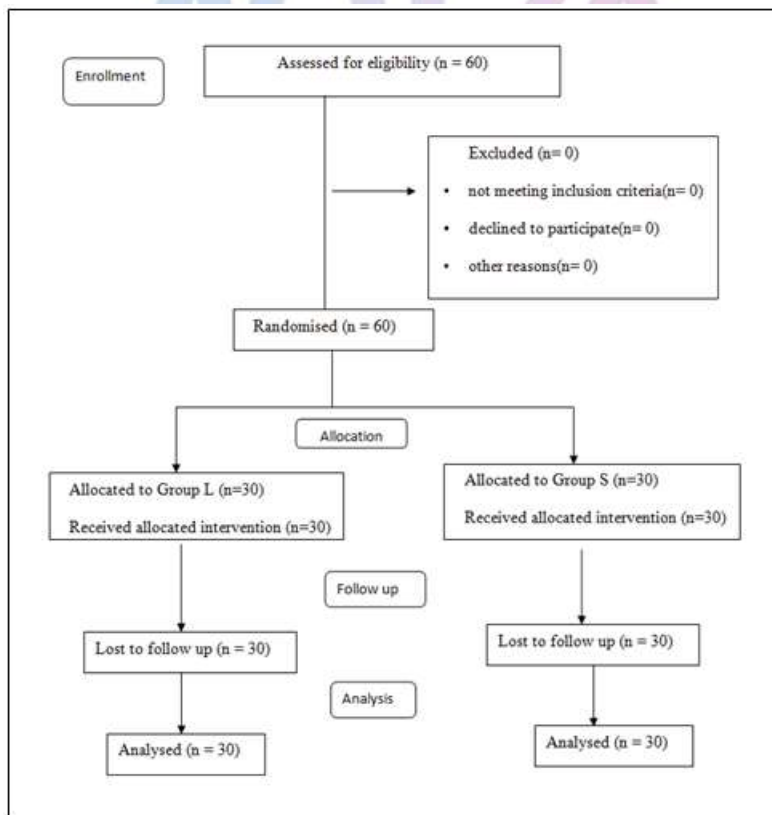 Enrollment
Assessed for eligibility (n = 60)
Excluded (n= 0)
• not meeting inclusion criteria(n= 0)
• declined to participate(n= 0)
• other reasons(n= 0)
Randomised (n = 60)
Allocation
Allocated to Group L (n=30)
Received allocated intervention (n=30)
Allocated to Group S (n=30)
Received allocated intervention (n=30)
Follow up
Lost to follow up (n = 30)
Lost to follow up (n = 30)
Analysis
Analysed (n = 30)
Analysed (n = 30)